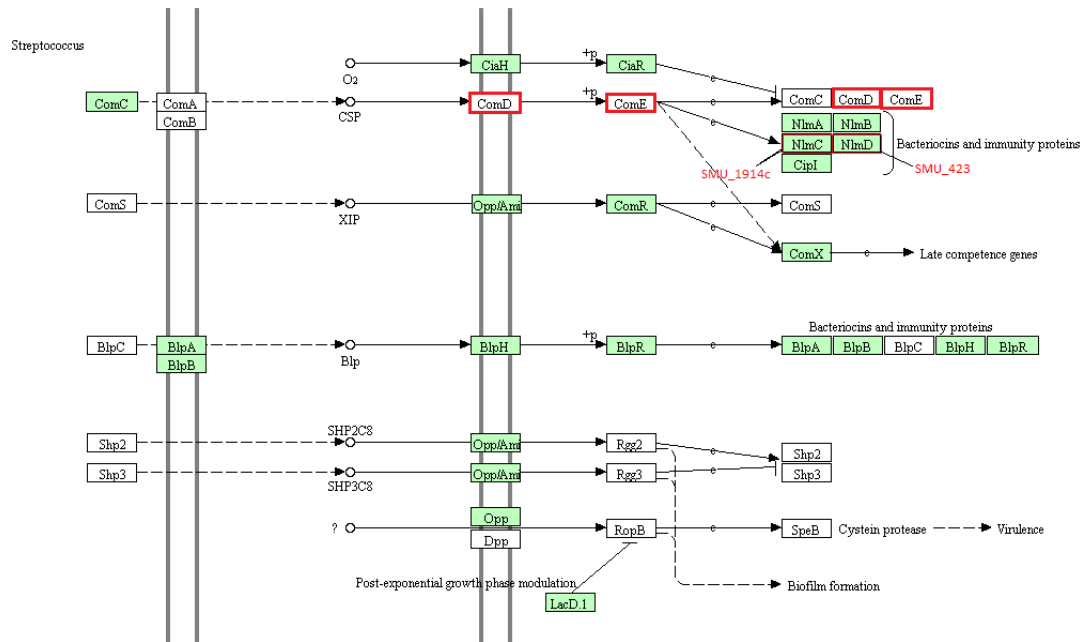 Streptococcus
O2
CiaH
+p
CiaR
e
ComC
ComA
ComB
CSP
ComD
+p
ComE
e
e
ComC ComD ComE
NlmA NlmB
NlmC NlmD
CipI
Bacteriocins and immunity proteins
SMU_1914c
SMU_423
ComS
XIP
Opp/Ami
ComR
e
e
ComS
ComX
e
Late competence genes
Bacteriocins and immunity proteins
BlpC
BlpA
BlpB
Blp
BlpH
+p
BlpR
e
BlpA BlpB BlpC BlpH BlpR
Shp2
SHP2C8
Opp/Ami
Rgg2
e
Shp2
Shp3
SHP3C8
Opp/Ami
Rgg3
e
Shp3
?
Opp
Dpp
RopB
e
SpeB
Cystein protease
Virulence
Post-exponential growth phase modulation
LacD.1
Biofilm formation